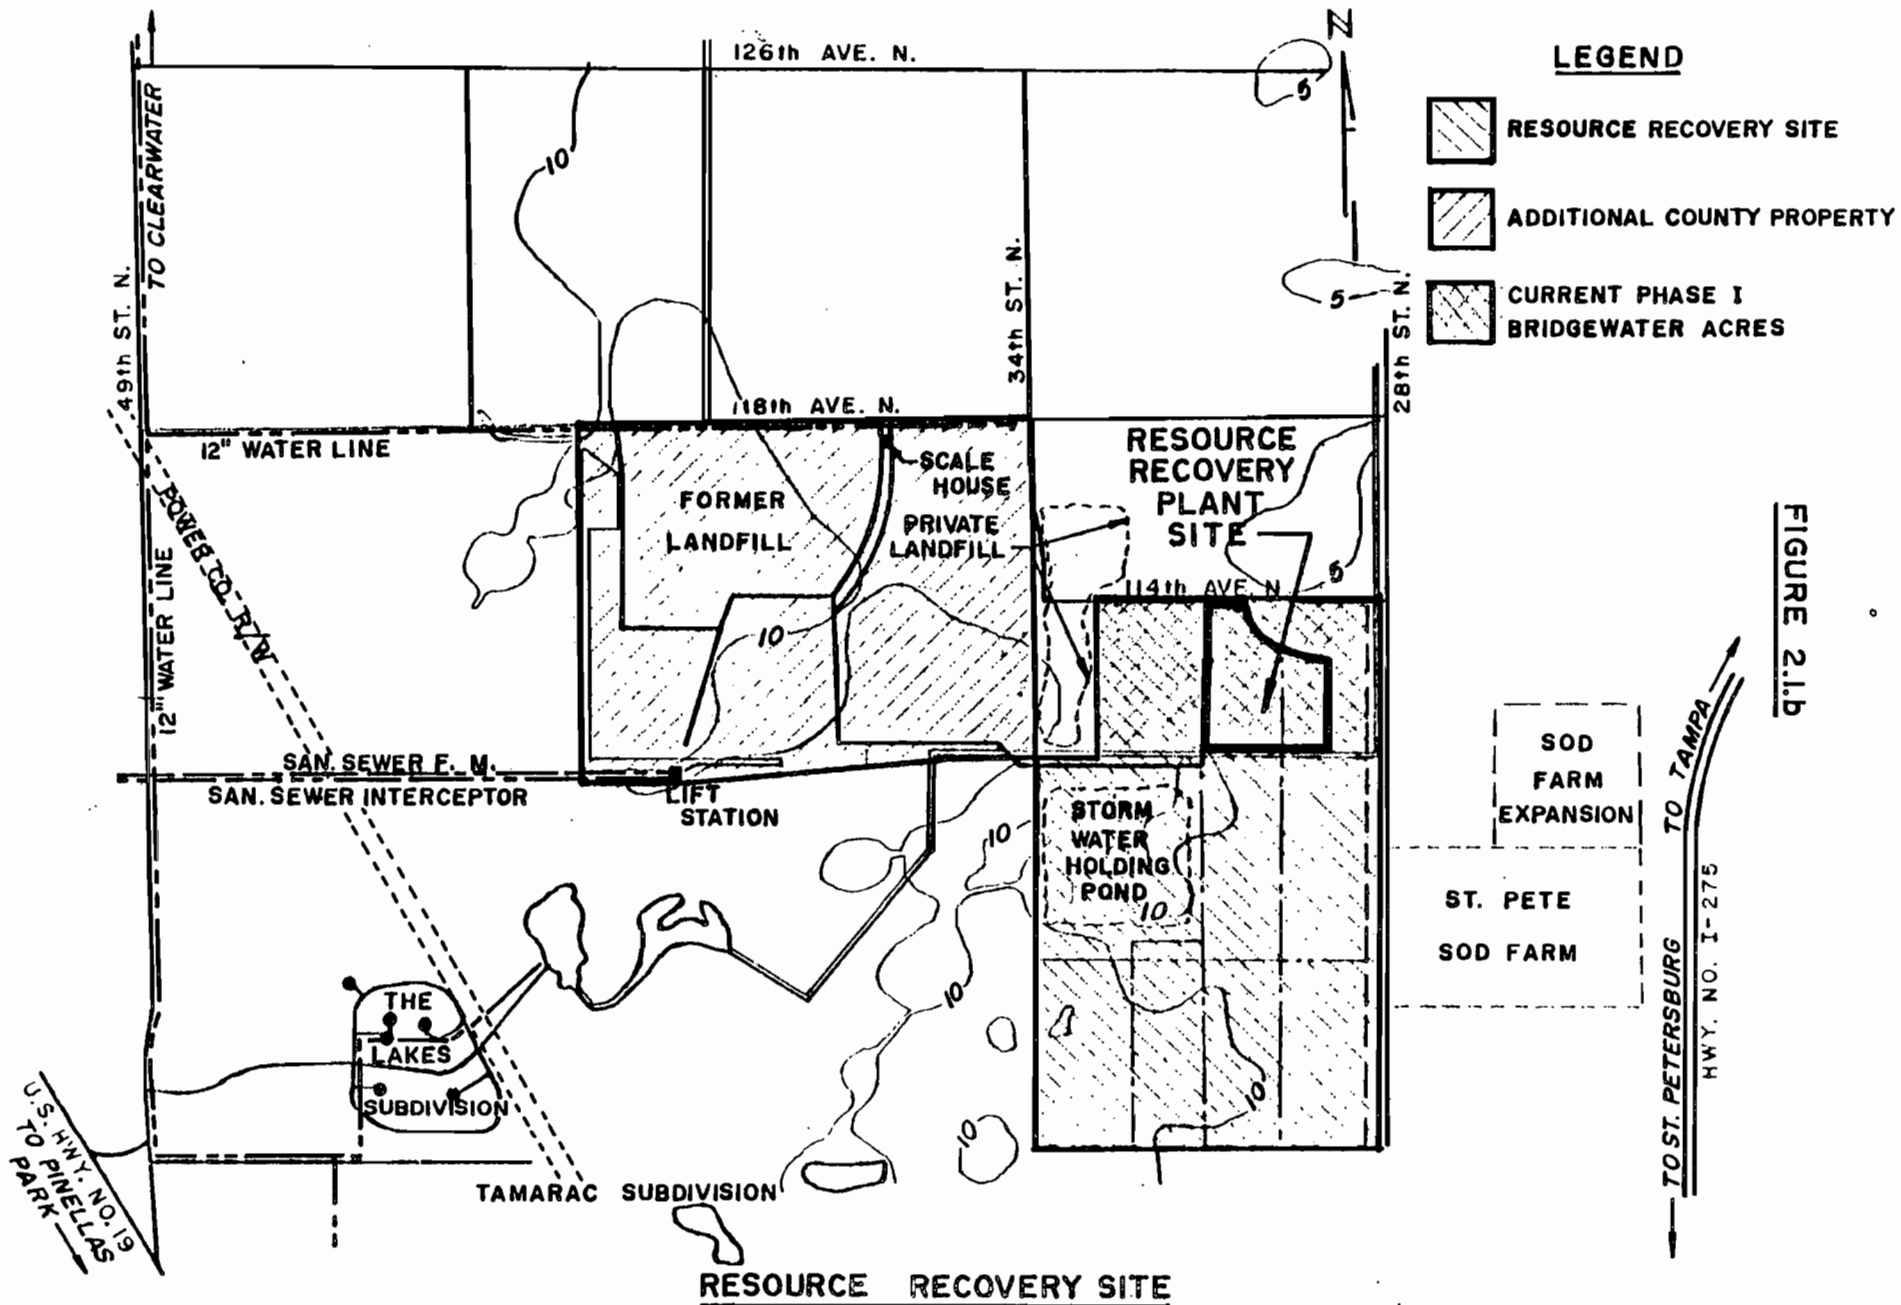 126th AVE. N.
N
LEGEND
RESOURCE RECOVERY SITE
ADDITIONAL COUNTY PROPERTY
CURRENT PHASE I
BRIDGEWATER ACRES
TO CLEARWATER
49th ST. N.
10
5
5
34th ST. N.
28th ST. N.
118th AVE. N.
12" WATER LINE
POWER CO. R/W
12" WATER LINE
FORMER
LANDFILL
SCALE
HOUSE
PRIVATE
LANDFILL
RESOURCE
RECOVERY
PLANT
SITE
5
114th AVE N
10
FIGURE 2.1.b
SAN. SEWER F. M.
SAN. SEWER INTERCEPTOR
LIFT
STATION
STORM
WATER
HOLDING
POND
10
10
10
10
10
SOD
FARM
EXPANSION
ST. PETE
SOD FARM
TO TAMPA
HWY. NO. I-275
TO ST. PETERSBURG
THE
LAKES
SUBDIVISION
U.S. HWY. NO. 19
TO PINELLAS
PARK
TAMARAC SUBDIVISION
RESOURCE RECOVERY SITE